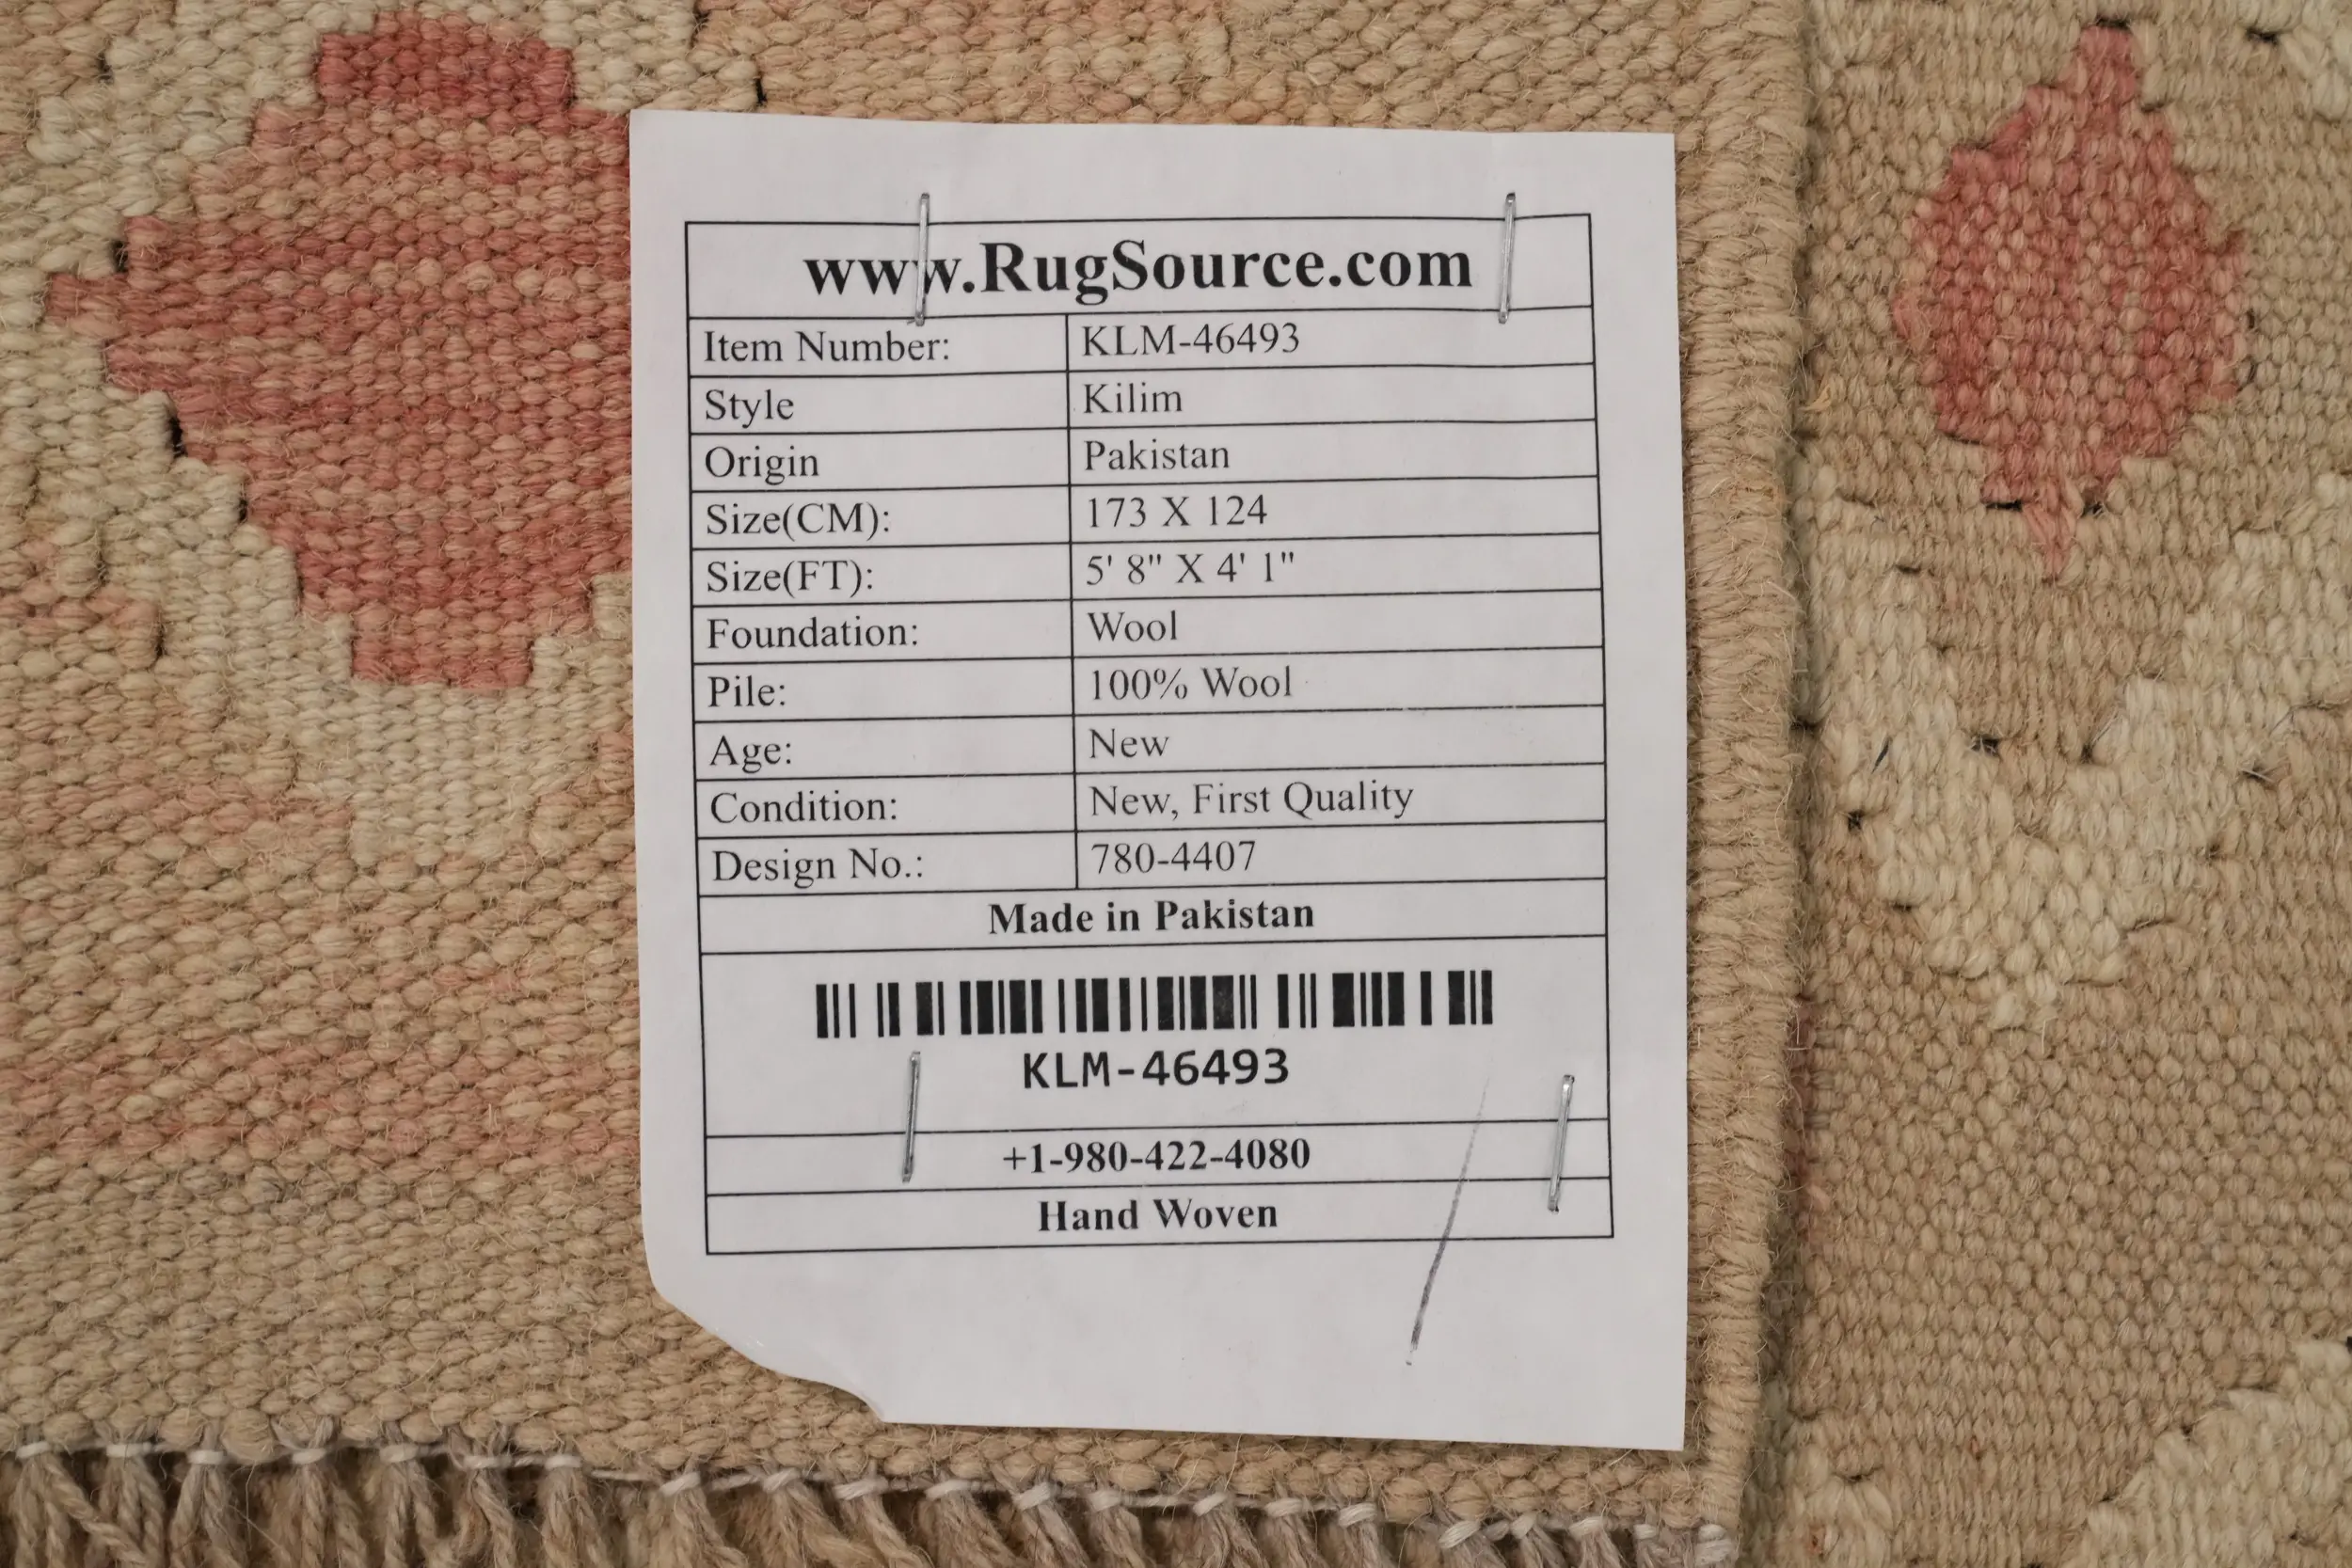 www.RugSource.com
Item Number: KLM-46493
Style Kilim
Origin Pakistan
Size(CM): 173 X 124
Size(FT): 5' 8" X 4' 1"
Foundation: Wool
Pile: 100% Wool
Age: New
Condition: New, First Quality
Design No.: 780-4407
Made in Pakistan
KLM-46493
+1-980-422-4080
Hand Woven